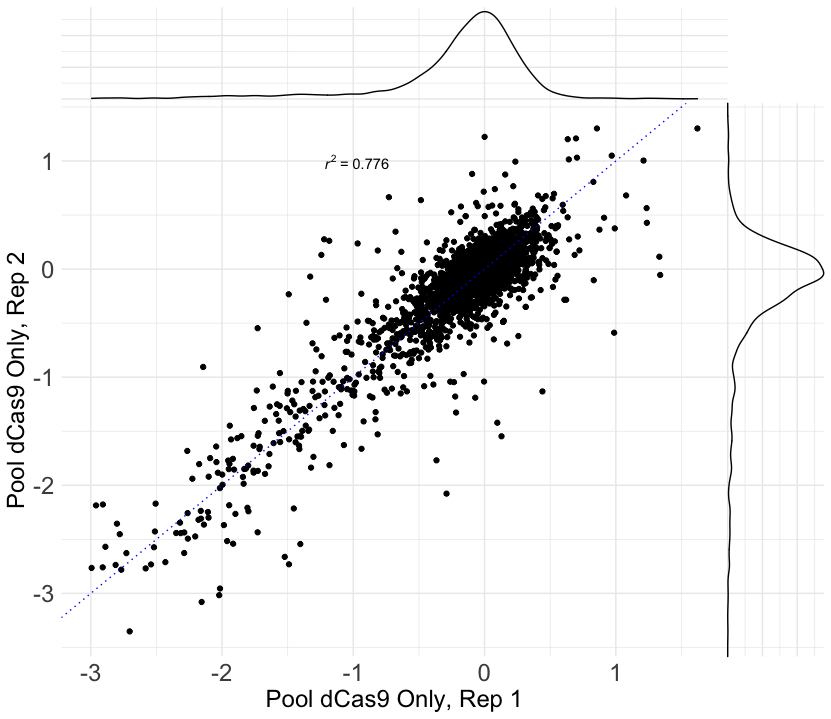 r² = 0.776
1
0
-1
-2
-3
Pool dCas9 Only, Rep 2
-3 -2 -1 0 1
Pool dCas9 Only, Rep 1